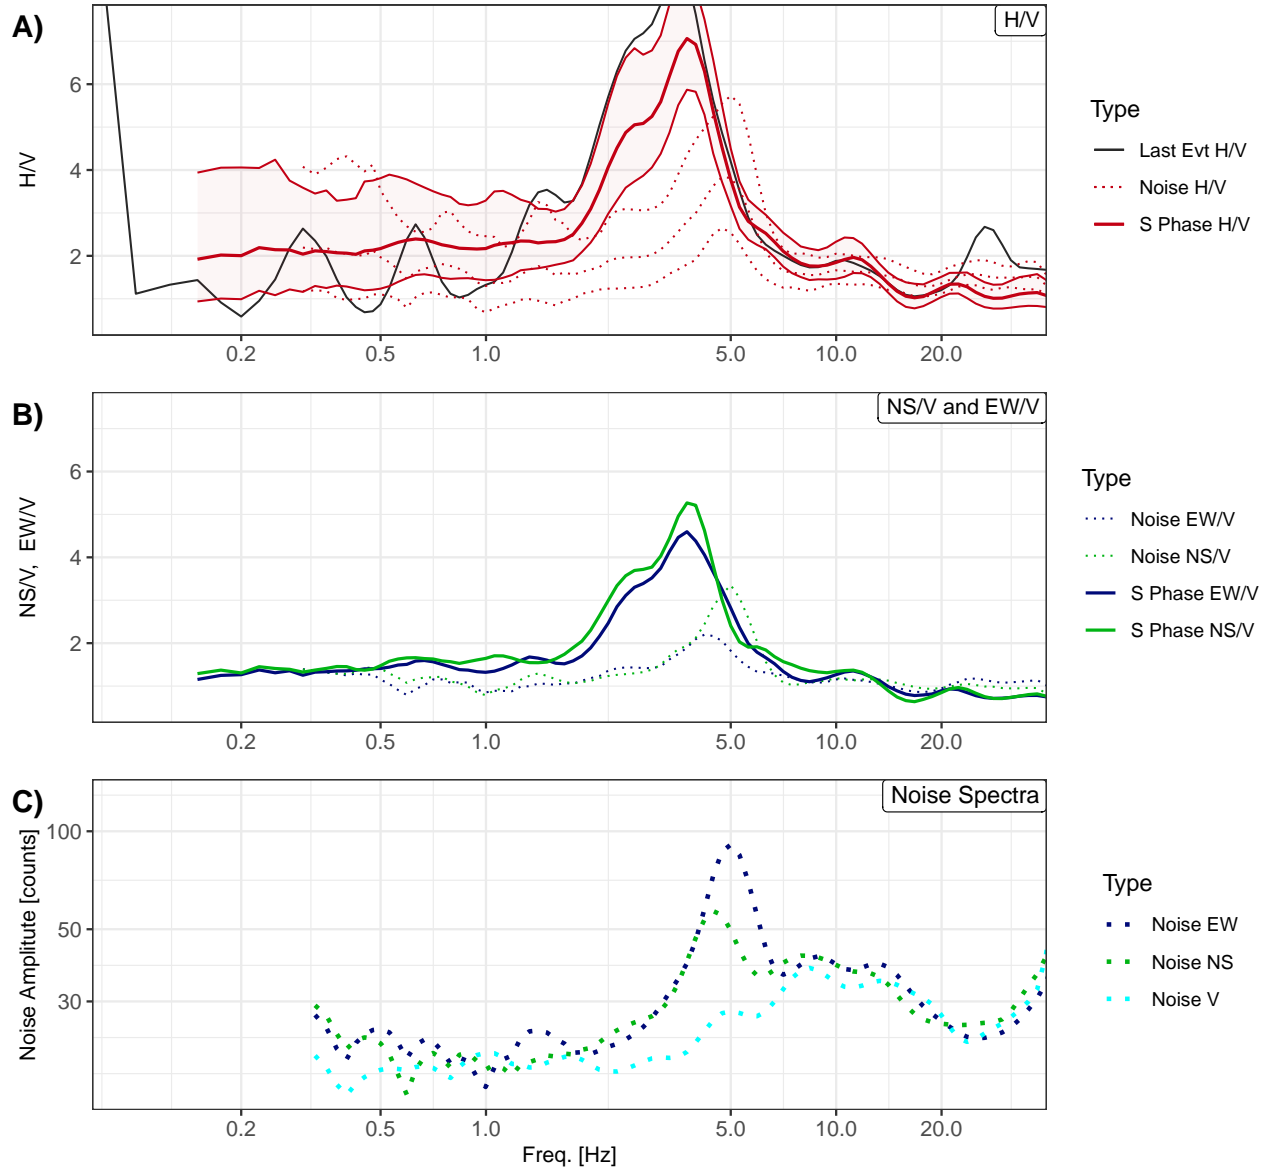 A)
H/V
H/V
6
4
2
0.2 0.5 1.0 5.0 10.0 20.0
Type
Last Evt H/V
Noise H/V
S Phase H/V
B)
NS/V and EW/V
NS/V, EW/V
6
4
2
0.2 0.5 1.0 5.0 10.0 20.0
Type
Noise EW/V
Noise NS/V
S Phase EW/V
S Phase NS/V
C)
Noise Spectra
Noise Amplitute [counts]
100
50
30
0.2 0.5 1.0 5.0 10.0 20.0
Freq. [Hz]
Type
Noise EW
Noise NS
Noise V